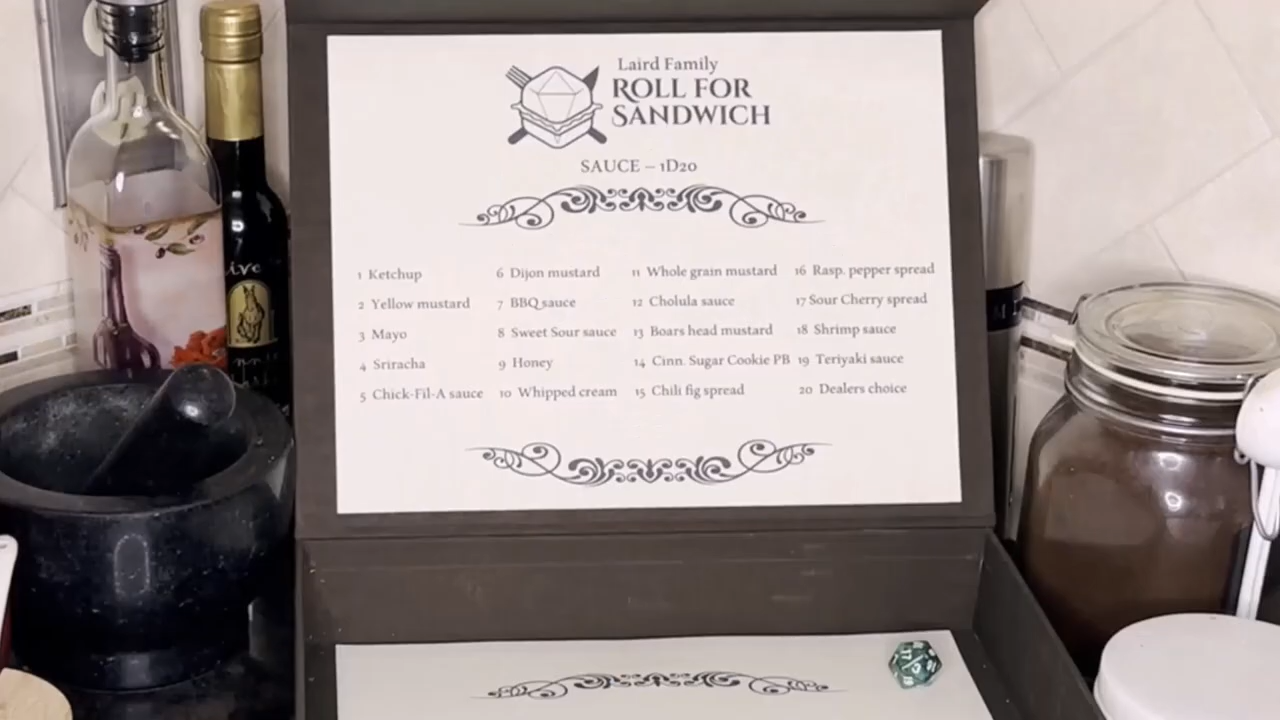 Laird Family
ROLL FOR
SANDWICH
SAUCE – 1D20
1 Ketchup
2 Yellow mustard
3 Mayo
4 Sriracha
5 Chick-Fil-A sauce
6 Dijon mustard
7 BBQ sauce
8 Sweet Sour sauce
9 Honey
10 Whipped cream
11 Whole grain mustard
12 Cholula sauce
13 Boars head mustard
14 Cinn. Sugar Cookie PB
15 Chili fig spread
16 Rasp. pepper spread
17 Sour Cherry spread
18 Shrimp sauce
19 Teriyaki sauce
20 Dealers choice